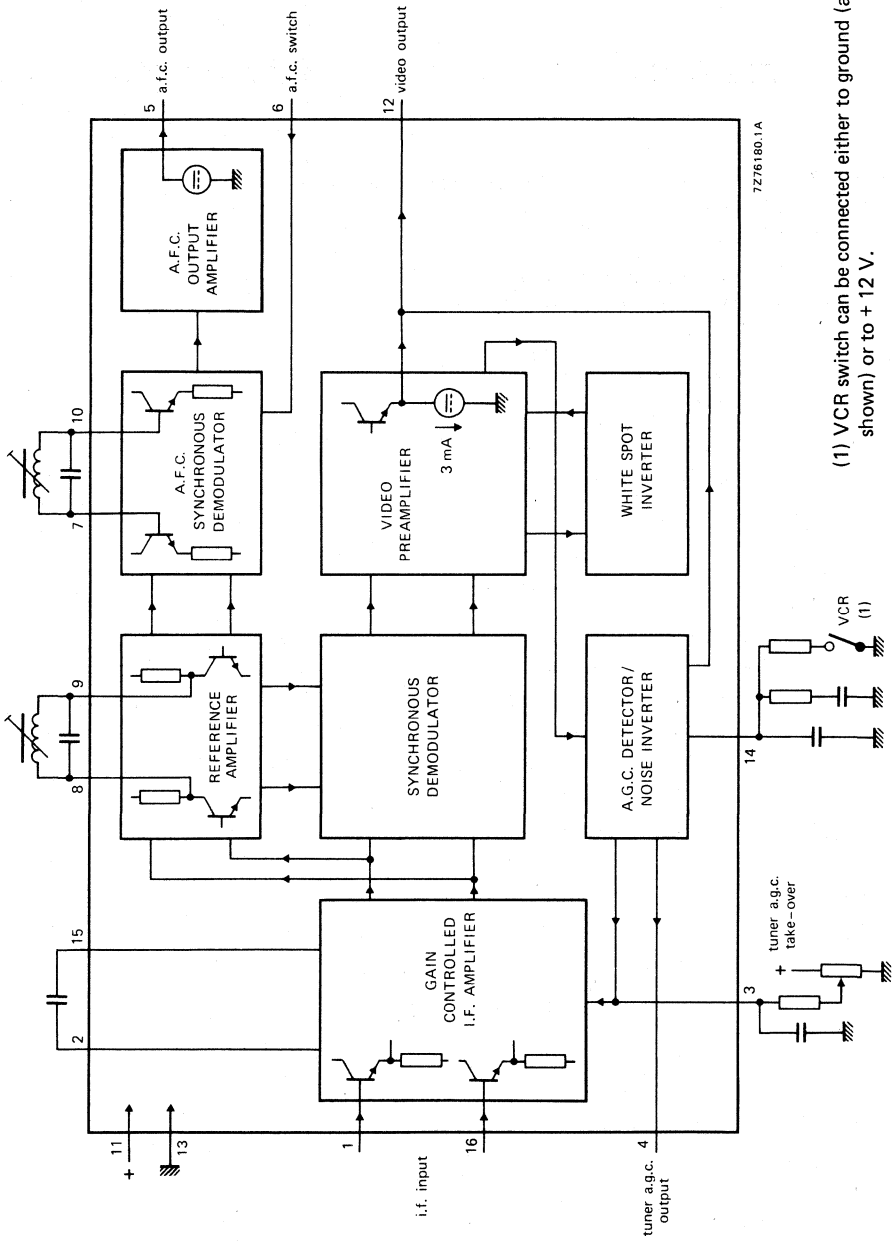 5
a.f.c. output
6
a.f.c. switch
12
video output
A.F.C.
OUTPUT
AMPLIFIER
7
10
A.F.C.
SYNCHRONOUS
DEMODULATOR
VIDEO
PREAMPLIFIER
3 mA
WHITE SPOT
INVERTER
8
9
REFERENCE
AMPLIFIER
SYNCHRONOUS
DEMODULATOR
A.G.C. DETECTOR/
NOISE INVERTER
14
VCR
(1)
2
15
GAIN
CONTROLLED
I.F. AMPLIFIER
3
+
tuner a.g.c.
take-over
11
+
13
1
16
i.f. input
4
tuner a.g.c.
output
7Z76180.1A
(1) VCR switch can be connected either to ground (a
shown) or to + 12 V.